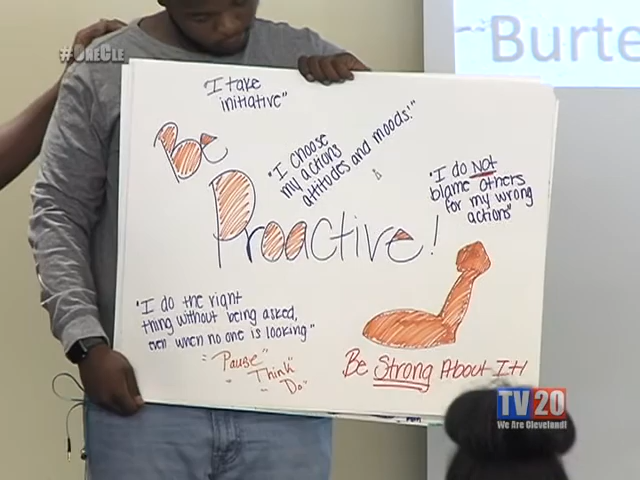 #OneCle
~Burte
"I take
initiative"
Be
Proactive!
"I choose
my actions
attitudes and moods."
"I do NOT
blame others
for my wrong
actions"
"I do the right
thing without being asked,
even when no one is looking"
"Pause"
"Think"
"Do"
Be Strong About It!
TV20
We Are Cleveland!